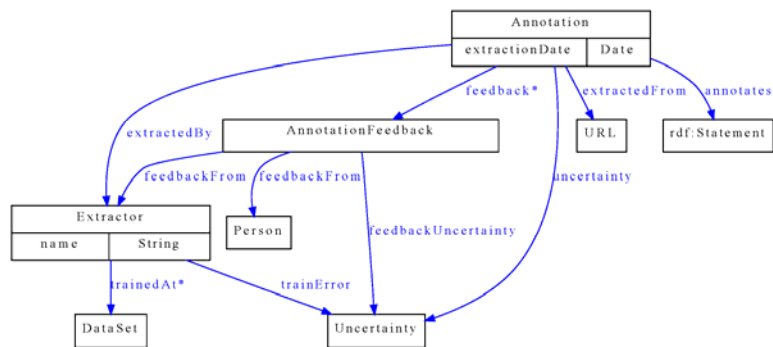 Annotation
extractionDate Date
feedback* extractedFrom annotates
extractedBy AnnotationFeedback URL rdf:Statement
feedbackFrom feedbackFrom uncertainty
Extractor
name String
Person feedbackUncertainty
trainedAt* trainError
DataSet Uncertainty